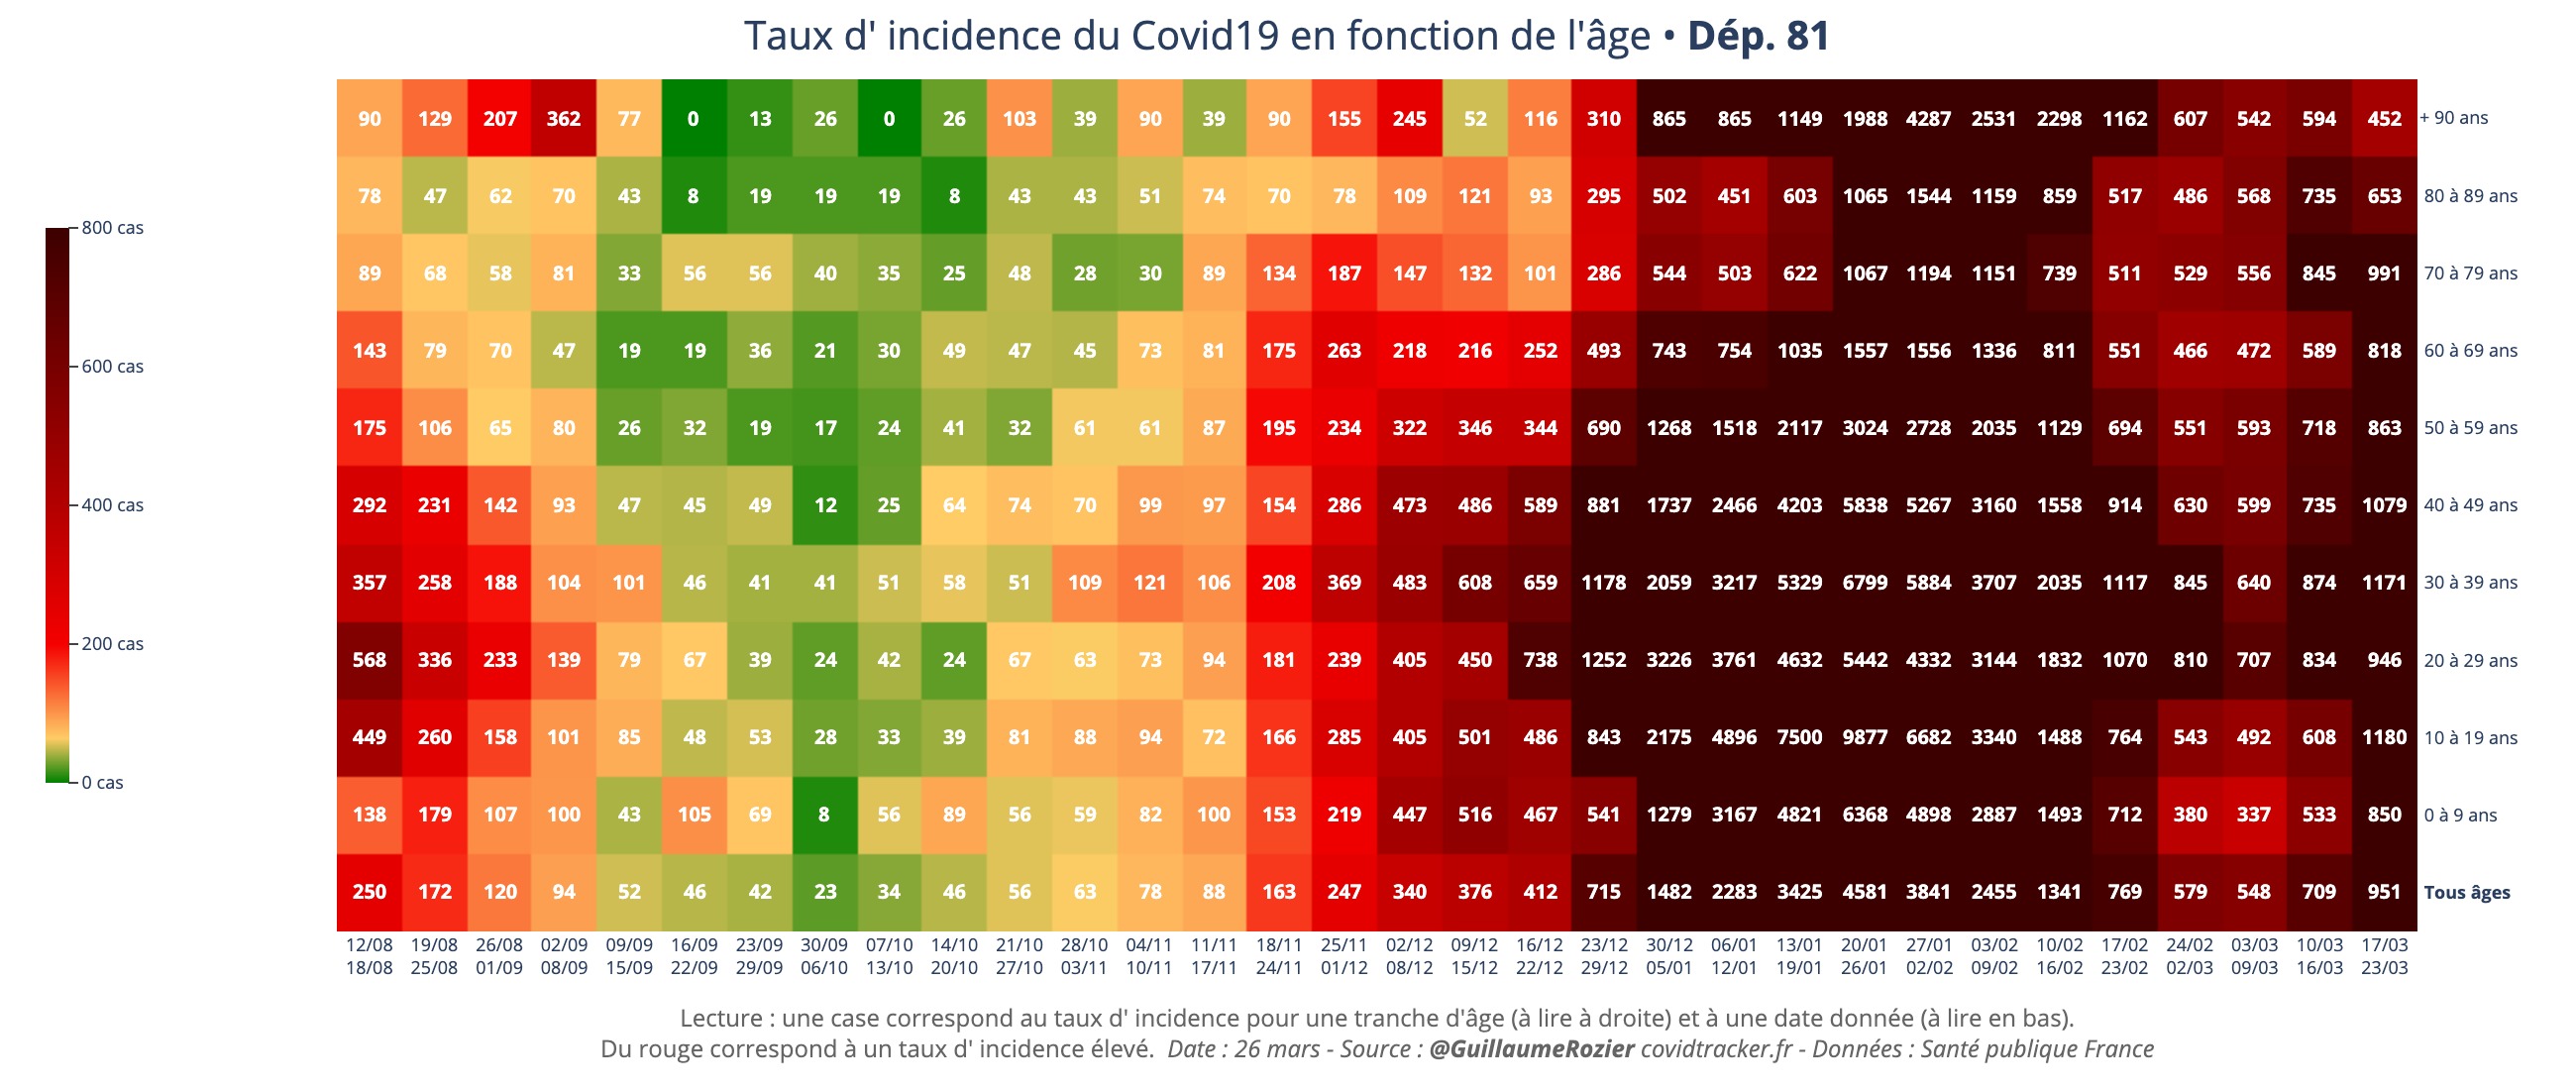 Taux d' incidence du Covid19 en fonction de l'âge • Dép. 81
90 129 207 362 77 0 13 26 0 26 103 39 90 39 90 155 245 52 116 310 865 865 1149 1988 4287 2531 2298 1162 607 542 594 452 + 90 ans
78 47 62 70 43 8 19 19 19 8 43 43 51 74 70 78 109 121 93 295 502 451 603 1065 1544 1159 859 517 486 568 735 653 80 à 89 ans
800 cas
89 68 58 81 33 56 56 40 35 25 48 28 30 89 134 187 147 132 101 286 544 503 622 1067 1194 1151 739 511 529 556 845 991 70 à 79 ans
143 79 70 47 19 19 36 21 30 49 47 45 73 81 175 263 218 216 252 493 743 754 1035 1557 1556 1336 811 551 466 472 589 818 60 à 69 ans
600 cas
175 106 65 80 26 32 19 17 24 41 32 61 61 87 195 234 322 346 344 690 1268 1518 2117 3024 2728 2035 1129 694 551 593 718 863 50 à 59 ans
400 cas
292 231 142 93 47 45 49 12 25 64 74 70 99 97 154 286 473 486 589 881 1737 2466 4203 5838 5267 3160 1558 914 630 599 735 1079 40 à 49 ans
357 258 188 104 101 46 41 41 51 58 51 109 121 106 208 369 483 608 659 1178 2059 3217 5329 6799 5884 3707 2035 1117 845 640 874 1171 30 à 39 ans
200 cas
568 336 233 139 79 67 39 24 42 24 67 63 73 94 181 239 405 450 738 1252 3226 3761 4632 5442 4332 3144 1832 1070 810 707 834 946 20 à 29 ans
449 260 158 101 85 48 53 28 33 39 81 88 94 72 166 285 405 501 486 843 2175 4896 7500 9877 6682 3340 1488 764 543 492 608 1180 10 à 19 ans
0 cas
138 179 107 100 43 105 69 8 56 89 56 59 82 100 153 219 447 516 467 541 1279 3167 4821 6368 4898 2887 1493 712 380 337 533 850 0 à 9 ans
250 172 120 94 52 46 42 23 34 46 56 63 78 88 163 247 340 376 412 715 1482 2283 3425 4581 3841 2455 1341 769 579 548 709 951 Tous âges
12/08 19/08 26/08 02/09 09/09 16/09 23/09 30/09 07/10 14/10 21/10 28/10 04/11 11/11 18/11 25/11 02/12 09/12 16/12 23/12 30/12 06/01 13/01 20/01 27/01 03/02 10/02 17/02 24/02 03/03 10/03 17/03
18/08 25/08 01/09 08/09 15/09 22/09 29/09 06/10 13/10 20/10 27/10 03/11 10/11 17/11 24/11 01/12 08/12 15/12 22/12 29/12 05/01 12/01 19/01 26/01 02/02 09/02 16/02 23/02 02/03 09/03 16/03 23/03
Lecture : une case correspond au taux d' incidence pour une tranche d'âge (à lire à droite) et à une date donnée (à lire en bas).
Du rouge correspond à un taux d' incidence élevé. Date : 26 mars - Source : @GuillaumeRozier covidtracker.fr - Données : Santé publique France